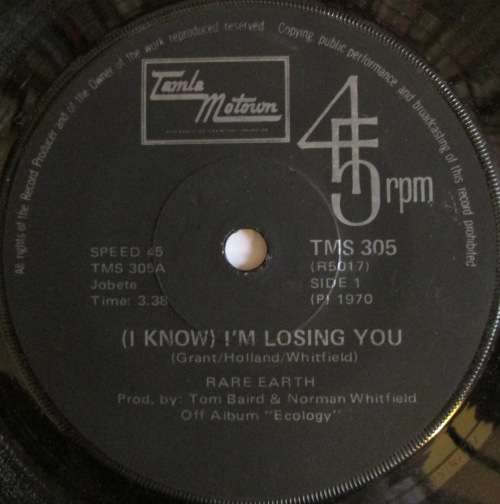 All rights of the Record Producer and of the Owner of the work reproduced reserved. Copying, public performance and broadcasting of this record prohibited
Tamla
Motown
45 rpm
SPEED 45
TMS 305A
Jobete
Time: 3.38
TMS 305
(R5017)
SIDE 1
(P) 1970
(I KNOW) I'M LOSING YOU
(Grant/Holland/Whitfield)
RARE EARTH
Prod, by: Tom Baird & Norman Whitfield
Off Album "Ecology"